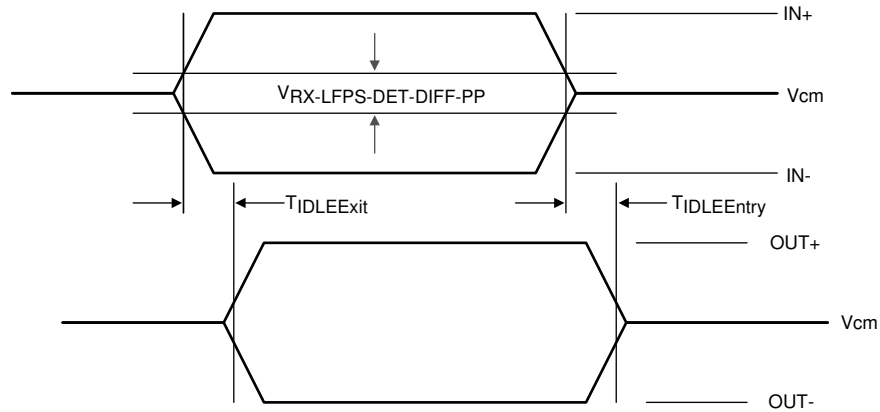 IN+
VRX-LFPS-DET-DIFF-PP
Vcm
IN-
TIDLEExit
TIDLEEntry
OUT+
Vcm
OUT-